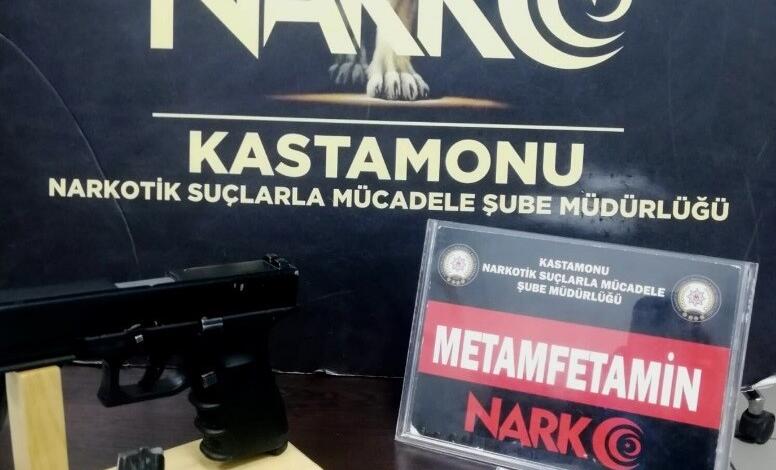 NARKO
KASTAMONU
NARKOTİK SUÇLARLA MÜCADELE ŞUBE MÜDÜRLÜĞÜ
KASTAMONU
NARKOTİK SUÇLARLA MÜCADELE
ŞUBE MÜDÜRLÜĞÜ
METAMFETAMİN
NARKO